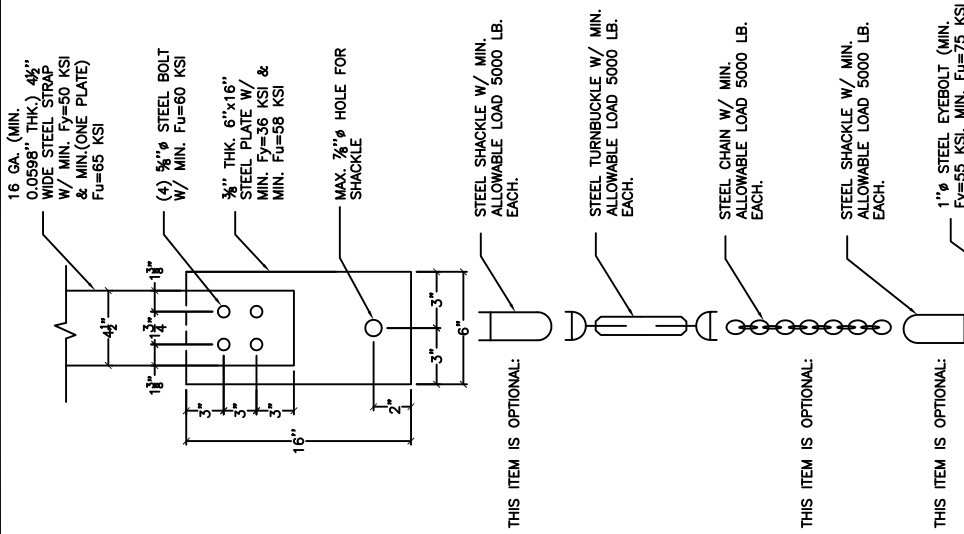 16 GA. (MIN.
0.0598" THK.) 4½"
WIDE STEEL STRAP
W/ MIN. Fy=50 KSI
& MIN.(ONE PLATE)
Fu=65 KSI
(4) ⅝"ø STEEL BOLT
W/ MIN. Fu=60 KSI
⅜" THK. 6"x16"
STEEL PLATE W/
MIN. Fy=36 KSI &
MIN. Fu=58 KSI
MAX. ⅞"ø HOLE FOR
SHACKLE
4½"
1⅜"
1¾"
1⅜"
3"
3"
3"
16"
2"
3"
3"
6"
STEEL SHACKLE W/ MIN.
ALLOWABLE LOAD 5000 LB.
EACH.
THIS ITEM IS OPTIONAL:
STEEL TURNBUCKLE W/ MIN.
ALLOWABLE LOAD 5000 LB.
EACH.
STEEL CHAIN W/ MIN.
ALLOWABLE LOAD 5000 LB.
EACH.
THIS ITEM IS OPTIONAL:
STEEL SHACKLE W/ MIN.
ALLOWABLE LOAD 5000 LB.
EACH.
THIS ITEM IS OPTIONAL:
1"ø STEEL EYEBOLT (MIN.
Fy=55 KSI, MIN. Fu=75 KSI